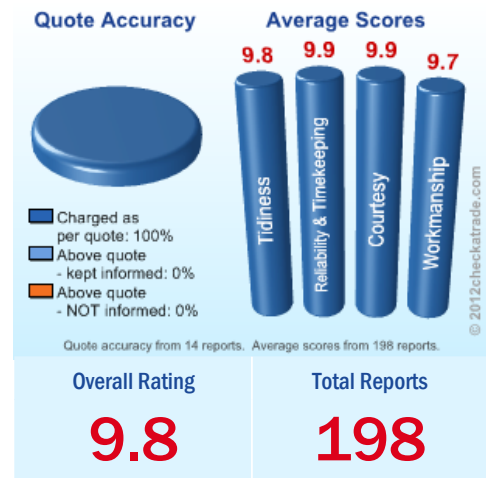 Quote Accuracy
Average Scores
9.8
9.9
9.9
9.7
Tidiness
Reliability & Timekeeping
Courtesy
Workmanship
Charged as
per quote: 100%
Above quote
- kept informed: 0%
Above quote
- NOT informed: 0%
© 2012checkatrade.com
Quote accuracy from 14 reports. Average scores from 198 reports.
Overall Rating
Total Reports
9.8
198